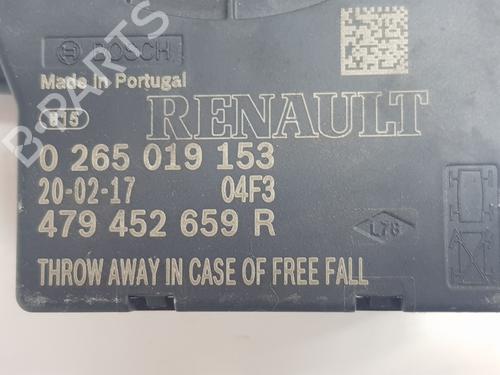 BOSCH
Made in Portugal
B15
RENAULT
0 265 019 153
20-02-17 04F3
479 452 659 R
L78
THROW AWAY IN CASE OF FREE FALL
B-PARTS